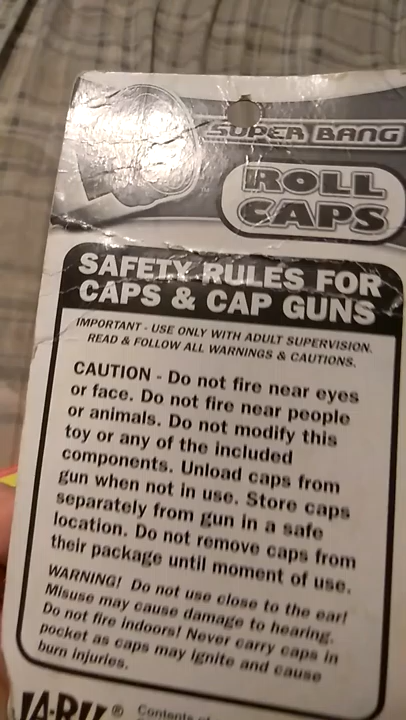 SUPER BANG
ROLL
CAPS
SAFETY RULES FOR
CAPS & CAP GUNS
IMPORTANT - USE ONLY WITH ADULT SUPERVISION.
READ & FOLLOW ALL WARNINGS & CAUTIONS.
CAUTION - Do not fire near eyes
or face. Do not fire near people
or animals. Do not modify this
toy or any of the included
components. Unload caps from
gun when not in use. Store caps
separately from gun in a safe
location. Do not remove caps from
their package until moment of use.
WARNING! Do not use close to the ear!
Misuse may cause damage to hearing.
Do not fire indoors! Never carry caps in
pocket as caps may ignite and cause
burn injuries.
JA-RU® Contents